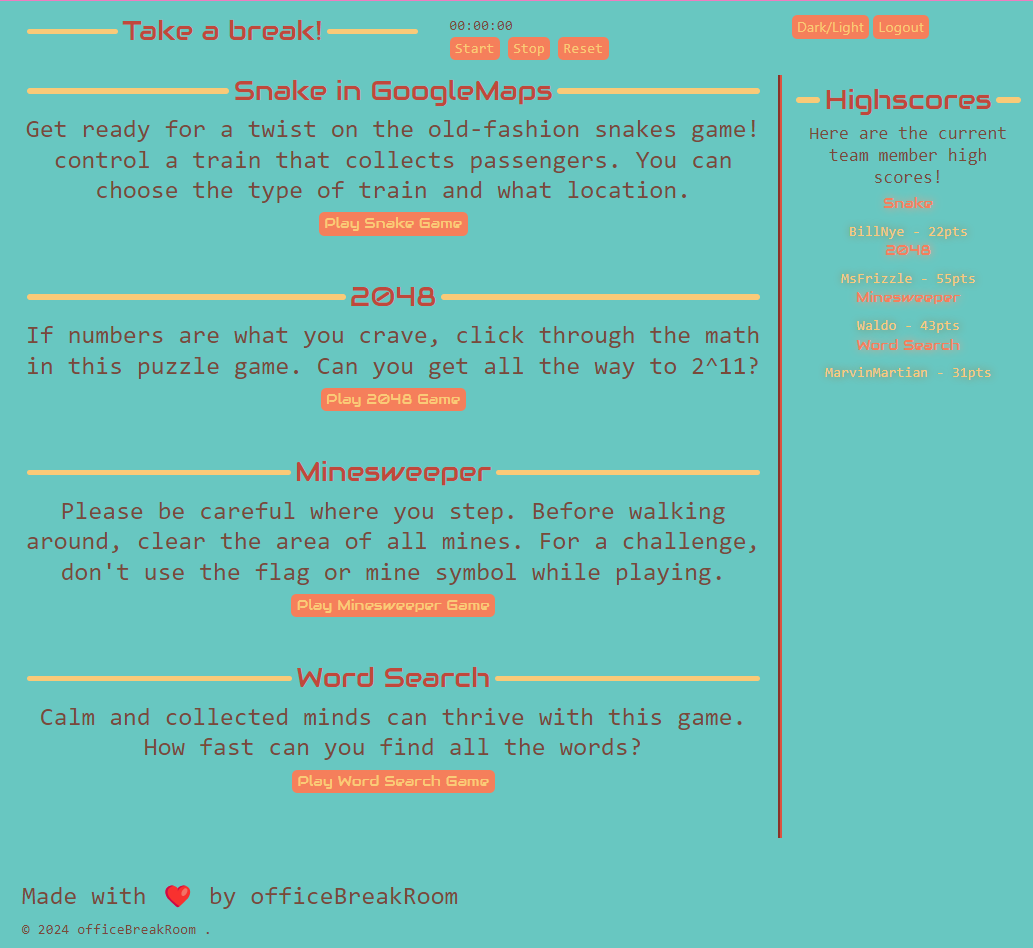 Take a break!
00:00:00
Start Stop Reset
Dark/Light Logout
Snake in GoogleMaps
Get ready for a twist on the old-fashion snakes game!
control a train that collects passengers. You can
choose the type of train and what location.
Play Snake Game
2048
If numbers are what you crave, click through the math
in this puzzle game. Can you get all the way to 2^11?
Play 2048 Game
Minesweeper
Please be careful where you step. Before walking
around, clear the area of all mines. For a challenge,
don't use the flag or mine symbol while playing.
Play Minesweeper Game
Word Search
Calm and collected minds can thrive with this game.
How fast can you find all the words?
Play Word Search Game
Highscores
Here are the current
team member high
scores!
Snake
BillNye - 22pts
2048
MsFrizzle - 55pts
Minesweeper
Waldo - 43pts
Word Search
MarvinMartian - 31pts
Made with ❤️ by officeBreakRoom
© 2024 officeBreakRoom .